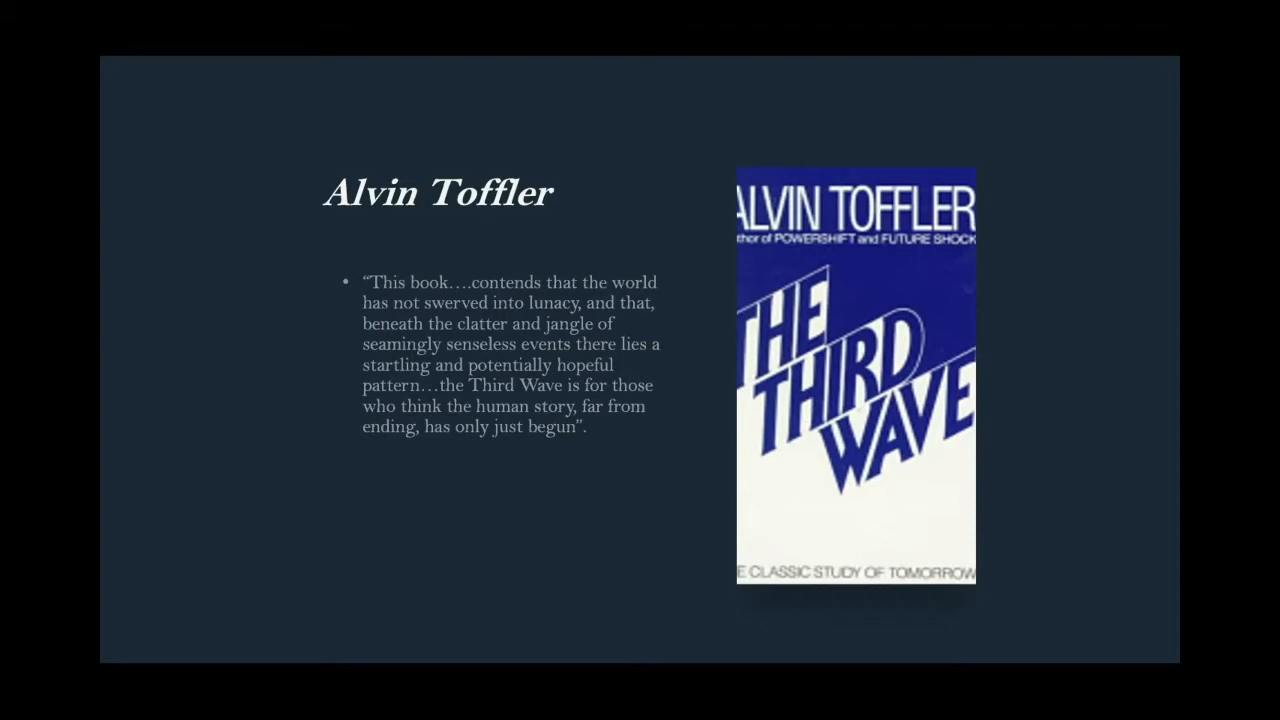 Alvin Toffler
• “This book….contends that the world
has not swerved into lunacy, and that,
beneath the clatter and jangle of
seamingly senseless events there lies a
startling and potentially hopeful
pattern…the Third Wave is for those
who think the human story, far from
ending, has only just begun”.
ALVIN TOFFLER
thor of POWERSHIFT and FUTURE SHOCK
THE
THIRD
WAVE
E CLASSIC STUDY OF TOMORROW